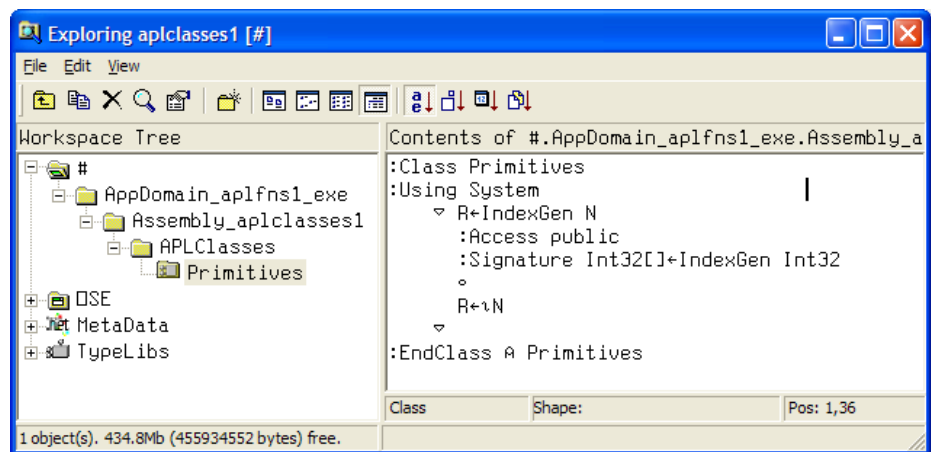 Exploring aplclasses1 [#]
File Edit View
Workspace Tree
#
AppDomain_aplfns1_exe
Assembly_aplclasses1
APLClasses
Primitives
⎕SE
MetaData
TypeLibs
1 object(s). 434.8Mb (455934552 bytes) free.
Contents of #.AppDomain_aplfns1_exe.Assembly_a
:Class Primitives
:Using System
∇ R←IndexGen N
:Access public
:Signature Int32[]←IndexGen Int32
∘
R←⍳N
∇
:EndClass ⍝ Primitives
Class Shape: Pos: 1,36